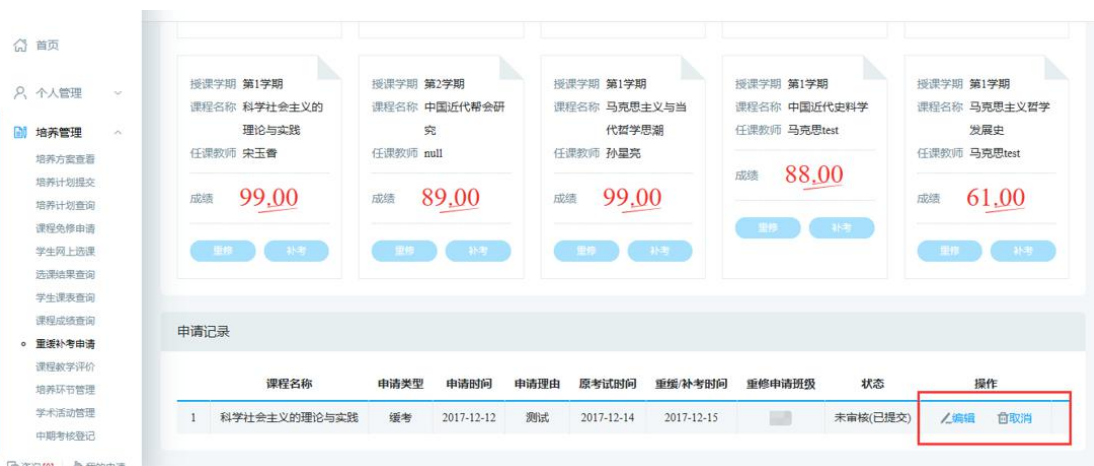 首页
个人管理
培养管理
培养方案查看
培养计划提交
培养计划查询
课程免修申请
学生网上选课
选课结果查询
学生课表查询
课程成绩查询
重缓补考申请
课程教学评价
培养环节管理
学术活动管理
中期考核登记
授课学期 第1学期
课程名称 科学社会主义的
理论与实践
任课教师 宋玉香
成绩 99.00
重修 补考
授课学期 第2学期
课程名称 中国近代帮会研
究
任课教师 null
成绩 89.00
重修 补考
授课学期 第1学期
课程名称 马克思主义与当
代哲学思潮
任课教师 孙星亮
成绩 99.00
重修 补考
授课学期 第1学期
课程名称 中国近代史料学
任课教师 马克思test
成绩 88.00
重修 补考
授课学期 第1学期
课程名称 马克思主义哲学
发展史
任课教师 马克思test
成绩 61.00
重修 补考
申请记录
课程名称 申请类型 申请时间 申请理由 原考试时间 重缓/补考时间 重修申请班级 状态 操作
1 科学社会主义的理论与实践 缓考 2017-12-12 测试 2017-12-14 2017-12-15 未审核(已提交) 编辑 取消